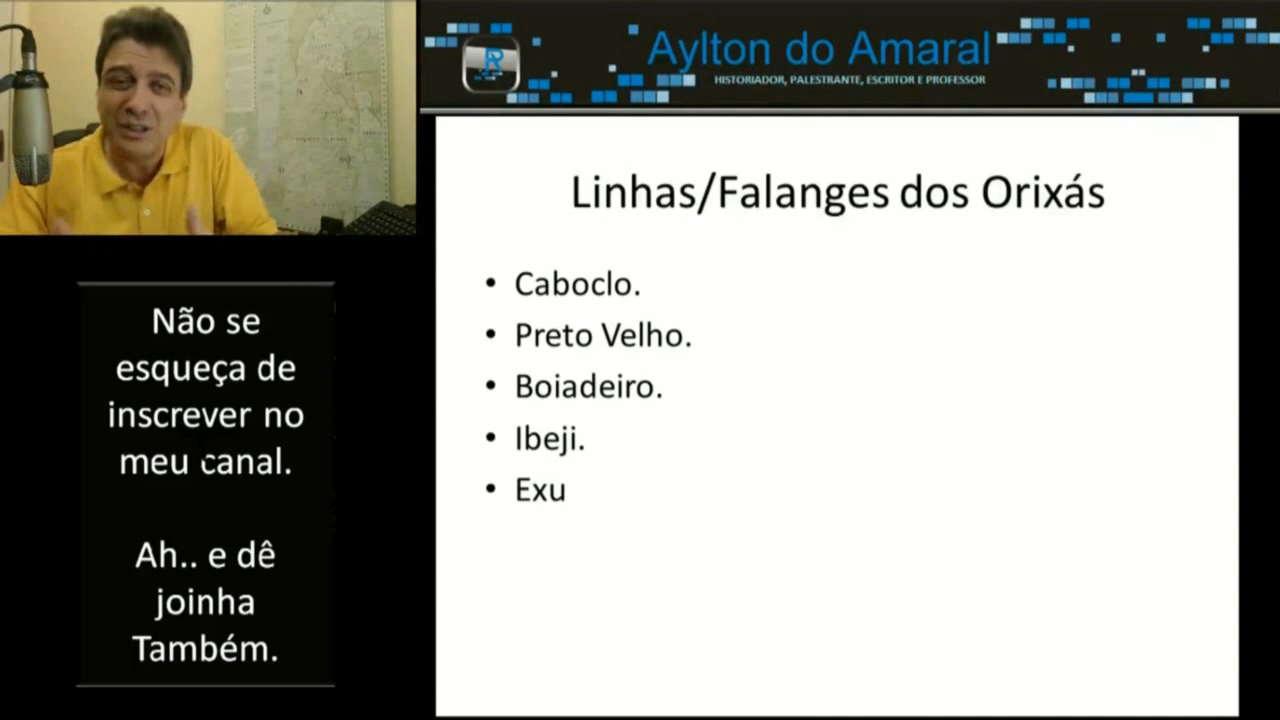 Aylton do Amaral
HISTORIADOR, PALESTRANTE, ESCRITOR E PROFESSOR
Linhas/Falanges dos Orixás
• Caboclo.
• Preto Velho.
• Boiadeiro.
• Ibeji.
• Exu
Não se
esqueça de
inscrever no
meu canal.
Ah.. e dê
joinha
Também.